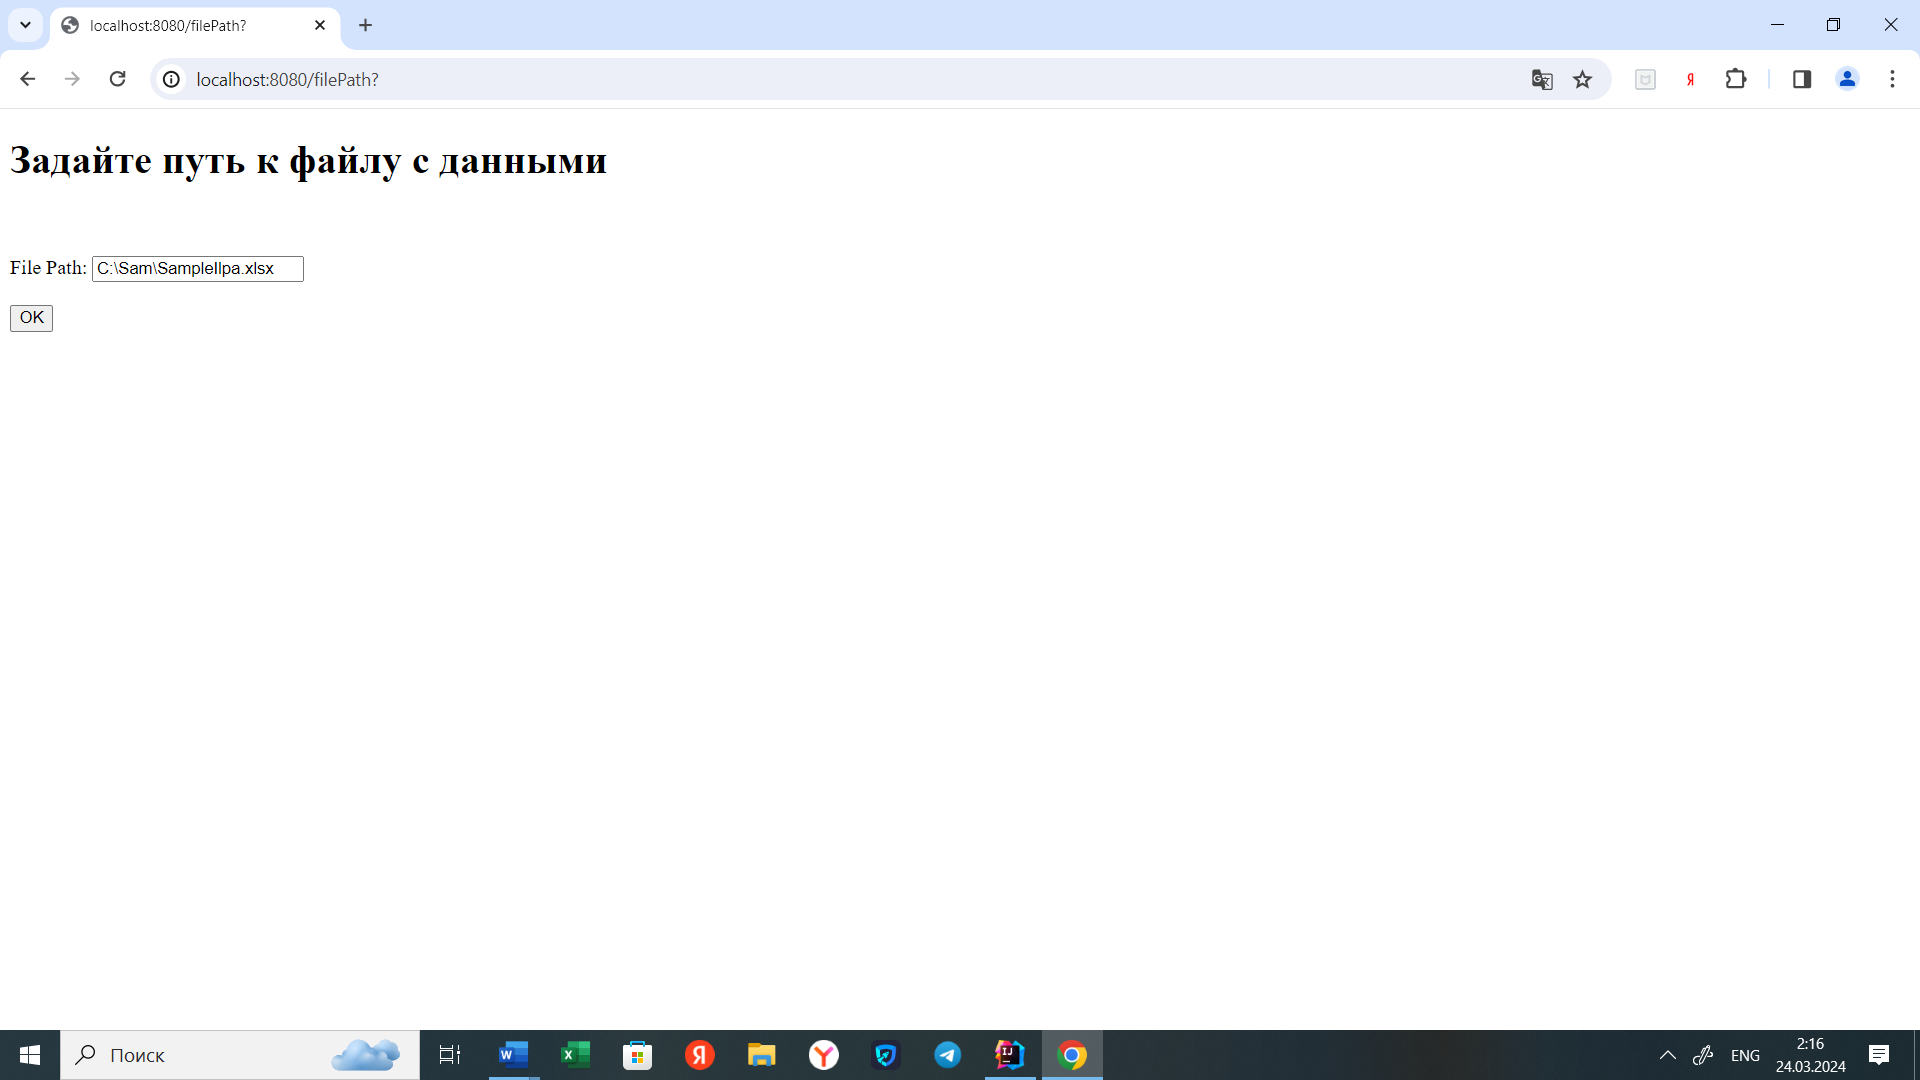 localhost:8080/filePath?
localhost:8080/filePath?
Задайте путь к файлу с данными
File Path: C:\Sam\SampleIlpa.xlsx
OK
Поиск
ENG
2:16
24.03.2024